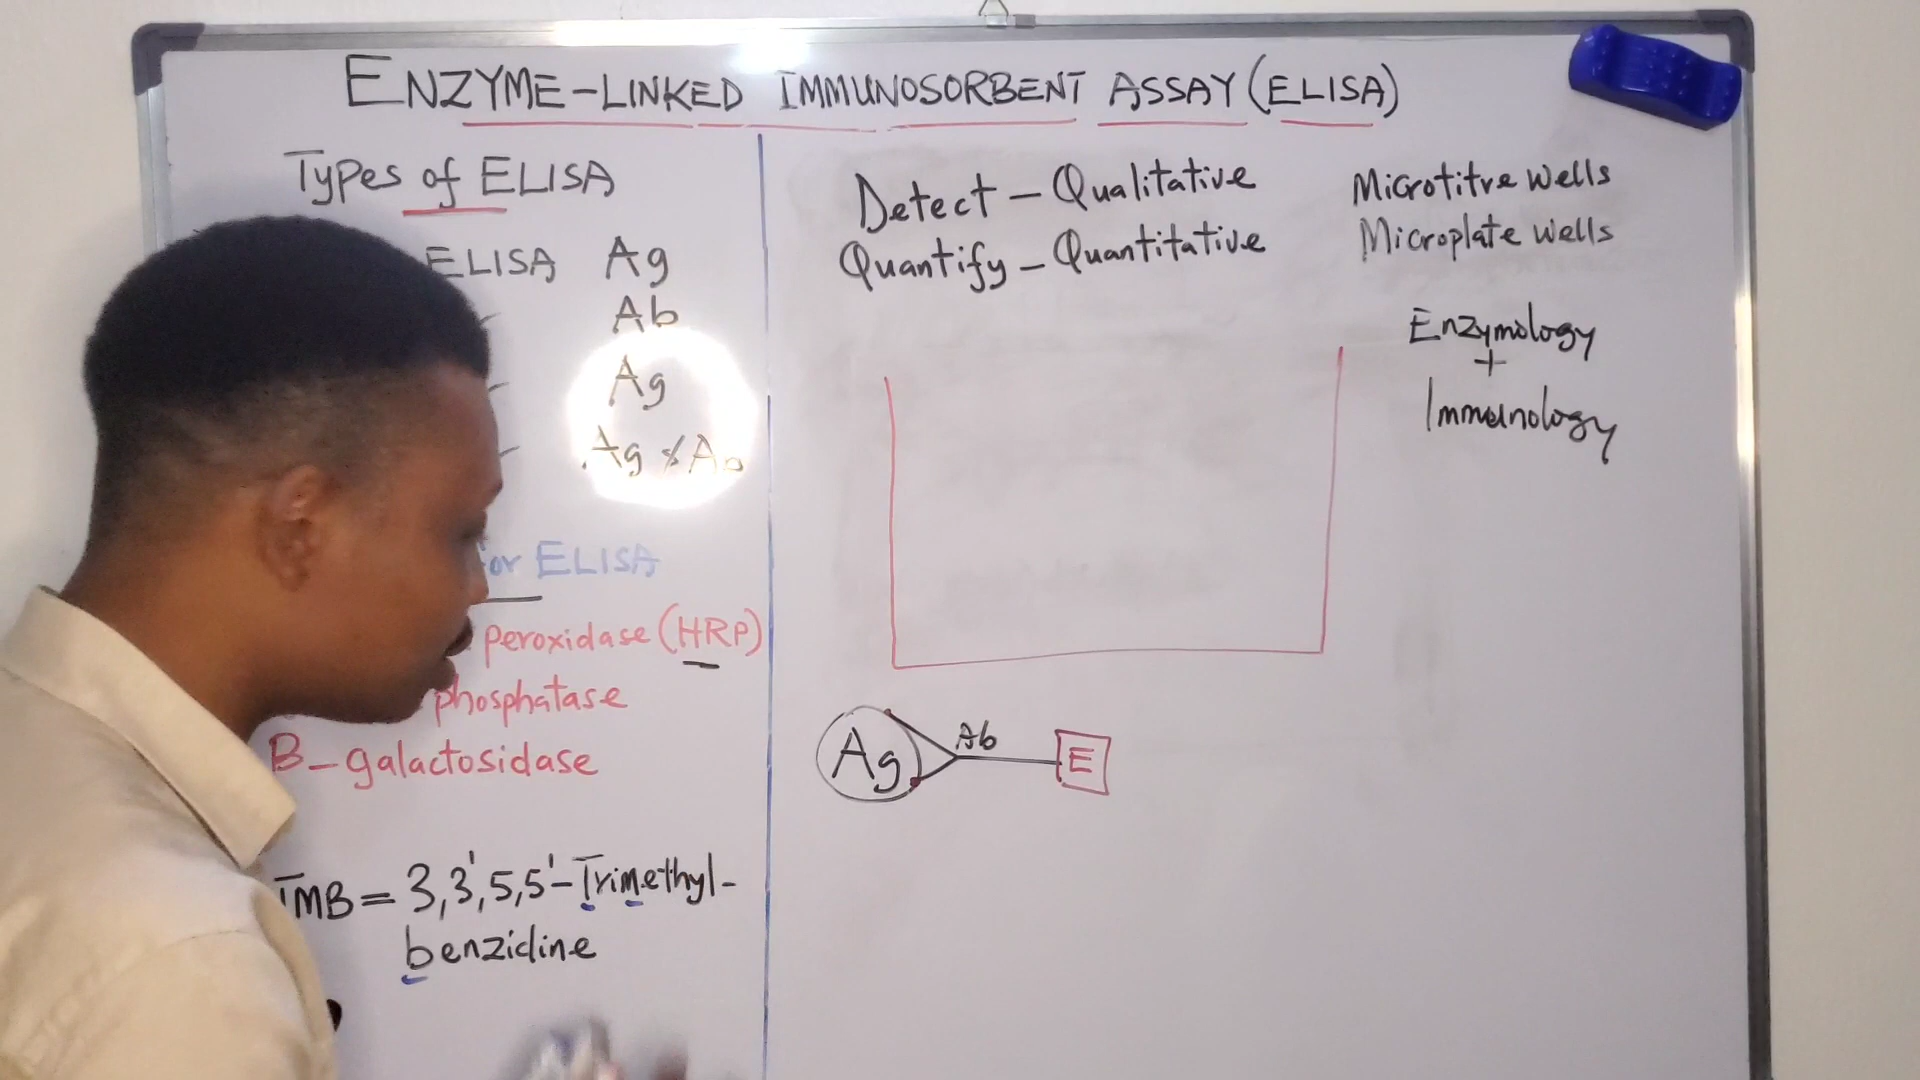 ENZYME-LINKED IMMUNOSORBENT ASSAY (ELISA)
Types of ELISA
ELISA Ag
Ab
Ag
Ag & Ab
for ELISA
peroxidase (HRP)
phosphatase
B-galactosidase
TMB = 3,3',5,5'-Trimethyl-
benzidine
Detect - Qualitative
Quantify - Quantitative
Microtitre wells
Microplate wells
Enzymology
+
Immunology
Ag Ab E